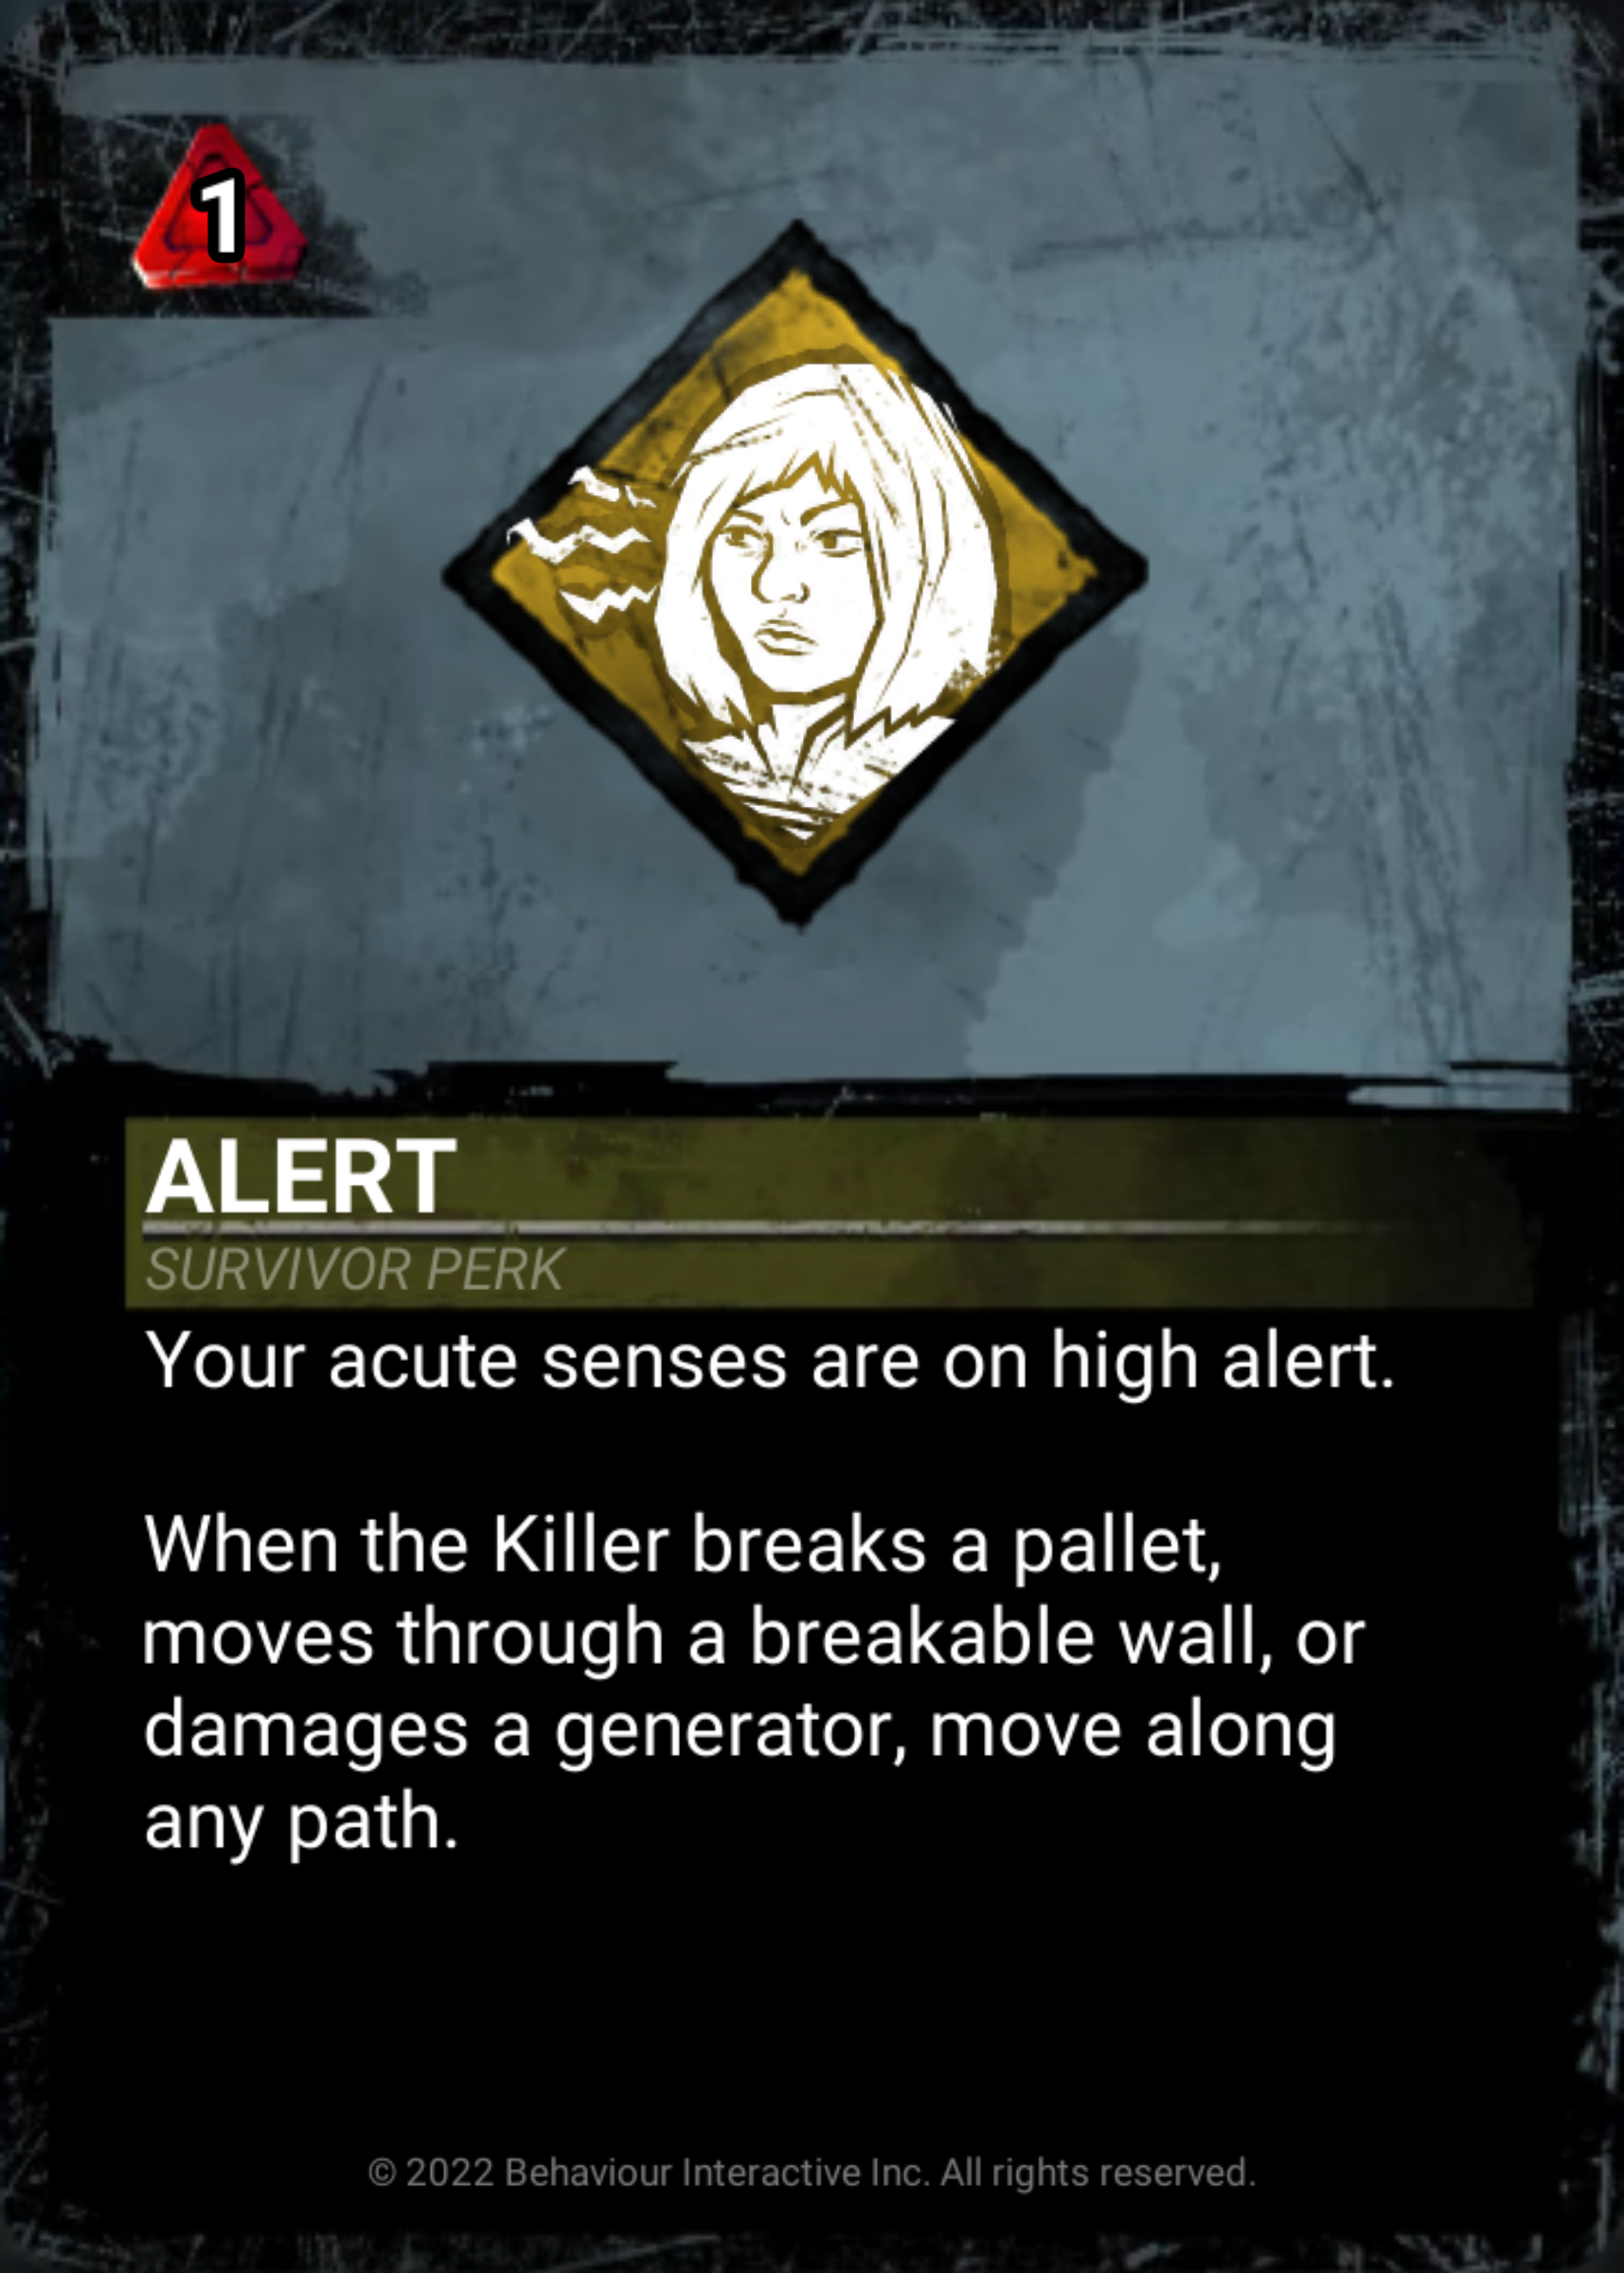 1
ALERT
SURVIVOR PERK
Your acute senses are on high alert.
When the Killer breaks a pallet,
moves through a breakable wall, or
damages a generator, move along
any path.
© 2022 Behaviour Interactive Inc. All rights reserved.